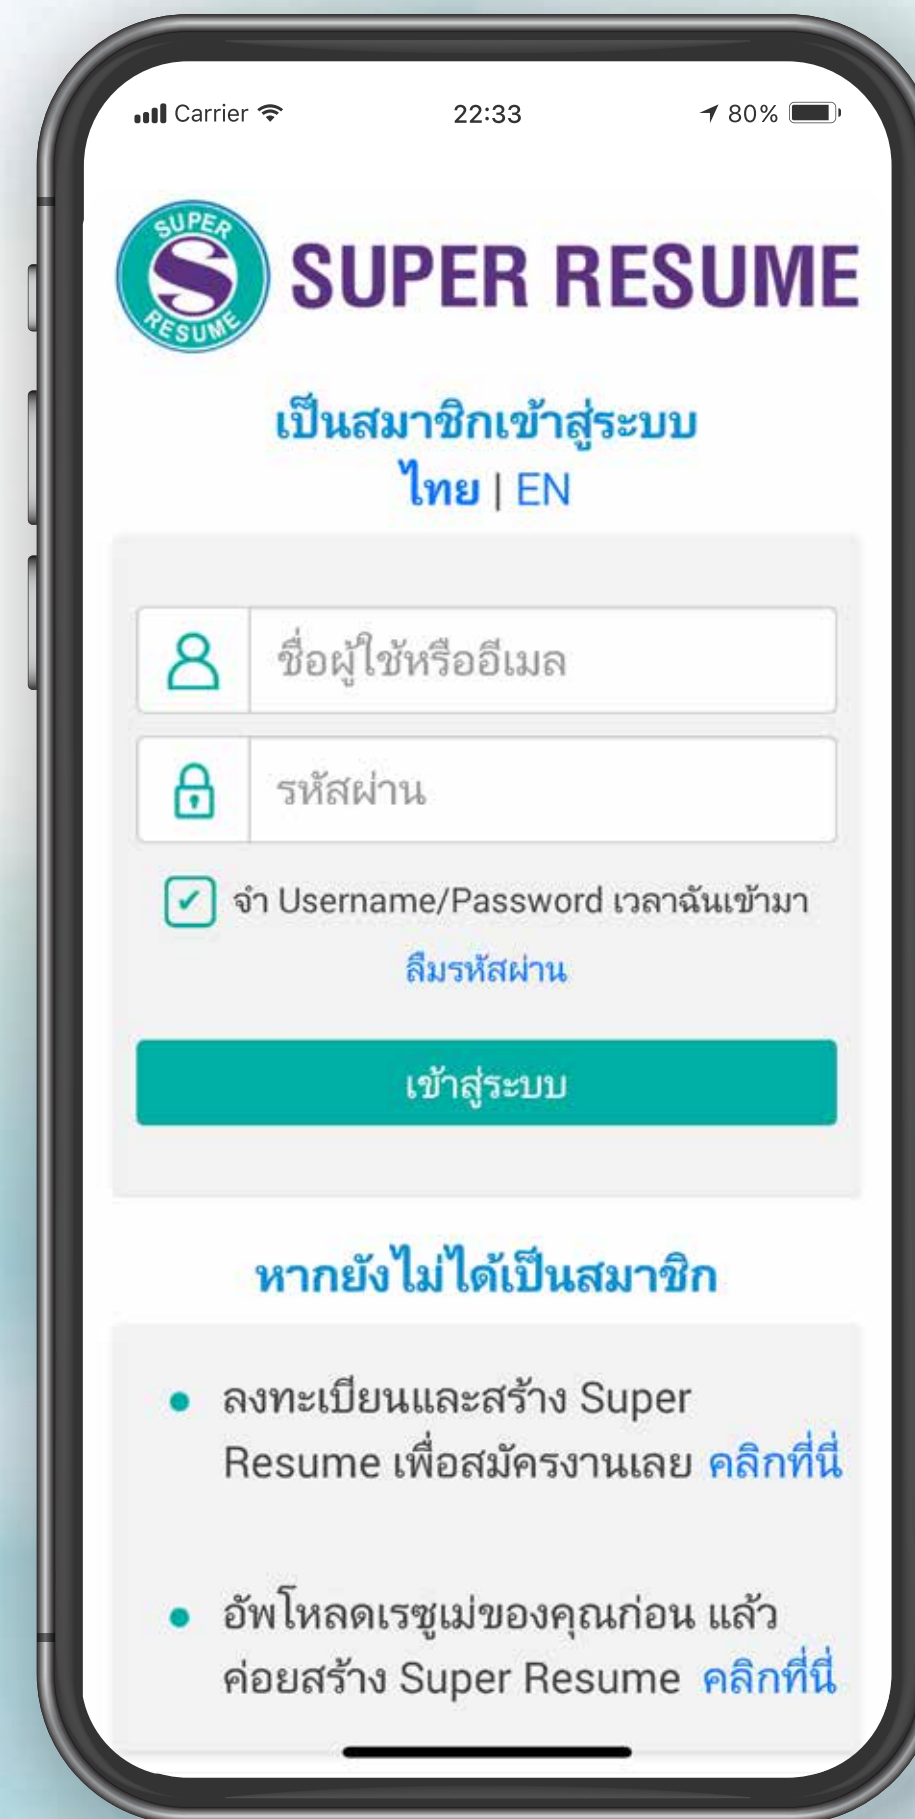 Carrier 22:33 80%
SUPER
S
RESUME
SUPER RESUME
เป็นสมาชิกเข้าสู่ระบบ
ไทย | EN
ชื่อผู้ใช้หรืออีเมล
รหัสผ่าน
จำ Username/Password เวลาฉันเข้ามา
ลืมรหัสผ่าน
เข้าสู่ระบบ
หากยังไม่ได้เป็นสมาชิก
ลงทะเบียนและสร้าง Super
Resume เพื่อสมัครงานเลย คลิกที่นี่
อัพโหลดเรซูเม่ของคุณก่อน แล้ว
ค่อยสร้าง Super Resume คลิกที่นี่